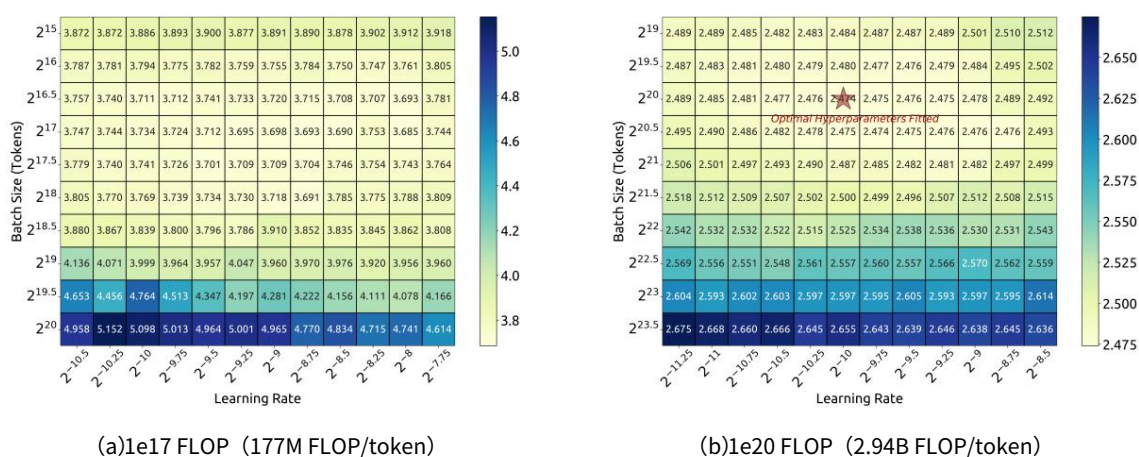 Batch Size (Tokens)
2^15 3.872 3.872 3.886 3.893 3.900 3.877 3.891 3.890 3.878 3.902 3.912 3.918
2^16 3.787 3.781 3.794 3.775 3.782 3.759 3.755 3.784 3.750 3.747 3.761 3.805
2^16.5 3.757 3.740 3.711 3.712 3.741 3.733 3.720 3.715 3.708 3.707 3.693 3.781
2^17 3.747 3.744 3.734 3.724 3.712 3.695 3.698 3.693 3.690 3.753 3.685 3.744
2^17.5 3.779 3.740 3.741 3.726 3.701 3.709 3.709 3.704 3.746 3.754 3.743 3.764
2^18 3.805 3.770 3.769 3.739 3.734 3.730 3.718 3.691 3.785 3.775 3.788 3.809
2^18.5 3.880 3.867 3.839 3.800 3.796 3.786 3.910 3.852 3.835 3.845 3.862 3.808
2^19 4.136 4.071 3.999 3.964 3.957 4.047 3.960 3.970 3.976 3.920 3.956 3.960
2^19.5 4.653 4.456 4.764 4.513 4.347 4.197 4.281 4.222 4.156 4.111 4.078 4.166
2^20 4.958 5.152 5.098 5.013 4.964 5.001 4.965 4.770 4.834 4.715 4.741 4.614
2^−10.5 2^−10.25 2^−10 2^−9.75 2^−9.5 2^−9.25 2^−9 2^−8.75 2^−8.5 2^−8.25 2^−8 2^−7.75
Learning Rate
5.0
4.8
4.6
4.4
4.2
4.0
3.8
(a)1e17 FLOP（177M FLOP/token）
Batch Size (Tokens)
2^19 2.489 2.489 2.485 2.482 2.483 2.484 2.487 2.487 2.489 2.501 2.510 2.512
2^19.5 2.487 2.483 2.481 2.480 2.479 2.480 2.477 2.476 2.479 2.484 2.495 2.502
2^20 2.489 2.485 2.481 2.477 2.476 2.474 2.475 2.476 2.475 2.478 2.489 2.492
Optimal Hyperparameters Fitted
2^20.5 2.495 2.490 2.486 2.482 2.478 2.475 2.474 2.475 2.476 2.476 2.476 2.493
2^21 2.506 2.501 2.497 2.493 2.490 2.487 2.485 2.482 2.481 2.482 2.497 2.499
2^21.5 2.518 2.512 2.509 2.507 2.502 2.500 2.499 2.496 2.507 2.512 2.508 2.515
2^22 2.542 2.532 2.532 2.522 2.515 2.525 2.534 2.538 2.536 2.530 2.531 2.543
2^22.5 2.569 2.556 2.551 2.548 2.561 2.557 2.560 2.557 2.566 2.570 2.562 2.559
2^23 2.604 2.593 2.602 2.603 2.597 2.597 2.595 2.605 2.593 2.597 2.595 2.614
2^23.5 2.675 2.668 2.660 2.666 2.645 2.655 2.643 2.639 2.646 2.638 2.645 2.636
2^−11.25 2^−11 2^−10.75 2^−10.5 2^−10.25 2^−10 2^−9.75 2^−9.5 2^−9.25 2^−9 2^−8.75 2^−8.5
Learning Rate
2.650
2.625
2.600
2.575
2.550
2.525
2.500
2.475
(b)1e20 FLOP（2.94B FLOP/token）